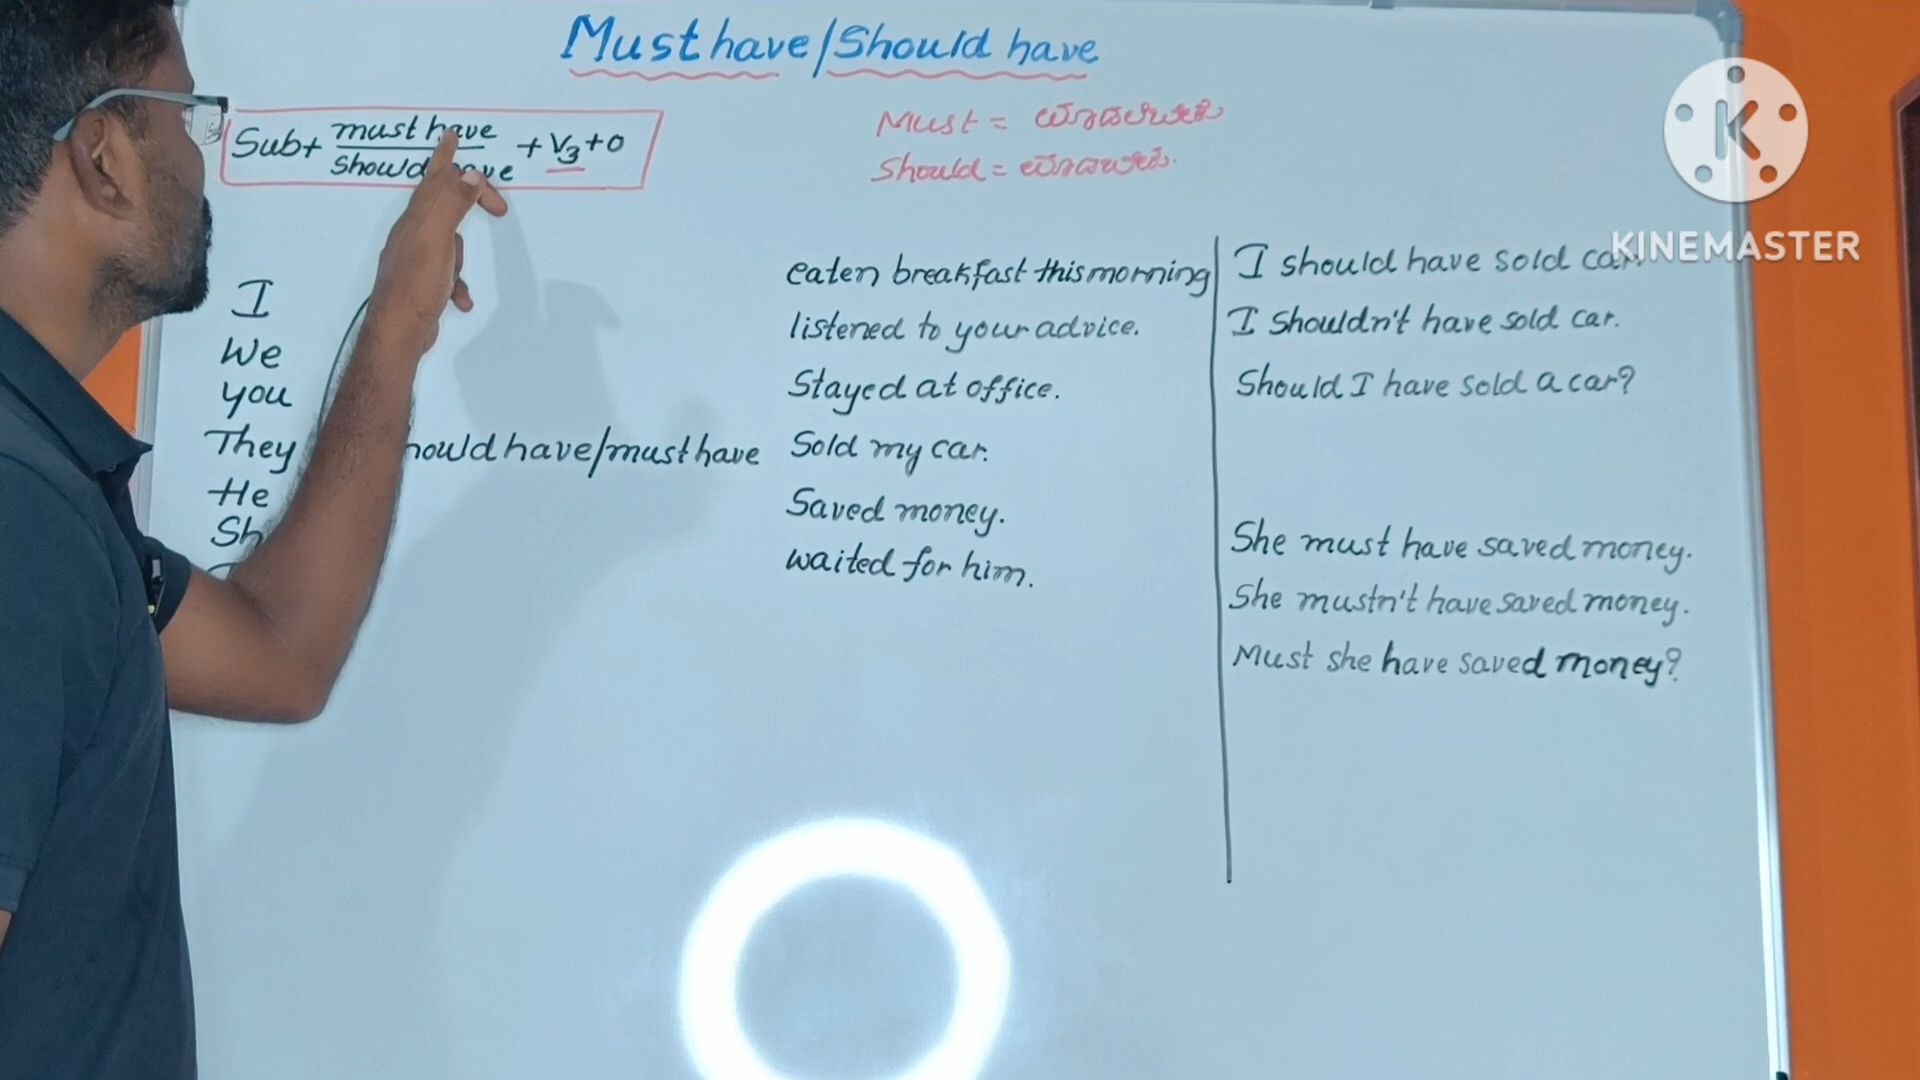 Must have/Should have
Sub+ must have + V3 + o
Should
Must =
Should =
I
We
you
They
He
should have/must have
eaten breakfast this morning
listened to your advice.
Stayed at office.
Sold my car.
Saved money.
waited for him.
I should have sold car.
I shouldn't have sold car.
Should I have sold a car?
She must have saved money.
She mustn't have saved money.
Must she have saved money?
K
KINEMASTER